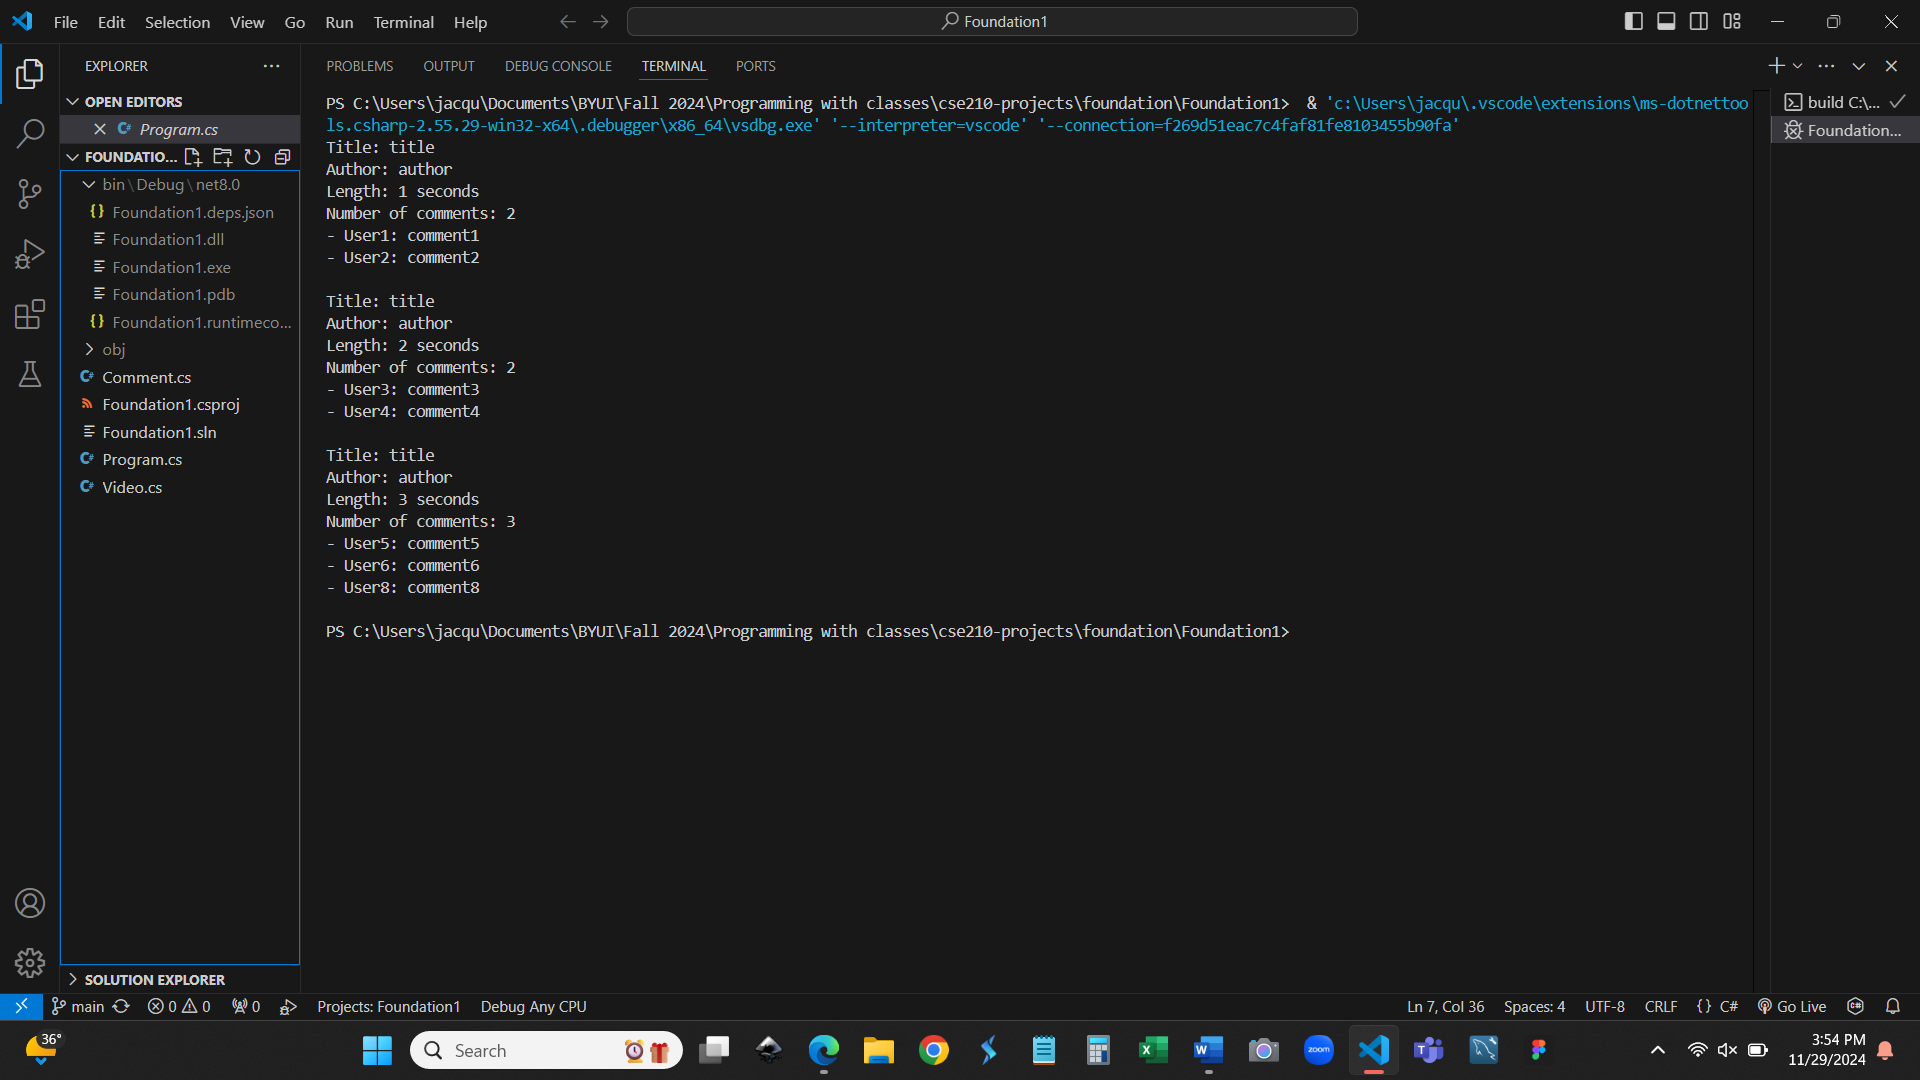 File Edit Selection View Go Run Terminal Help
Foundation1
EXPLORER
OPEN EDITORS
Program.cs
FOUNDATIO...
bin\Debug\net8.0
Foundation1.deps.json
Foundation1.dll
Foundation1.exe
Foundation1.pdb
Foundation1.runtimeco...
obj
Comment.cs
Foundation1.csproj
Foundation1.sln
Program.cs
Video.cs
SOLUTION EXPLORER
PROBLEMS OUTPUT DEBUG CONSOLE TERMINAL PORTS
PS C:\Users\jacqu\Documents\BYUI\Fall 2024\Programming with classes\cse210-projects\foundation\Foundation1> & 'c:\Users\jacqu\.vscode\extensions\ms-dotnettoo
ls.csharp-2.55.29-win32-x64\.debugger\x86_64\vsdbg.exe' '--interpreter=vscode' '--connection=f269d51eac7c4faf81fe8103455b90fa'
Title: title
Author: author
Length: 1 seconds
Number of comments: 2
- User1: comment1
- User2: comment2
Title: title
Author: author
Length: 2 seconds
Number of comments: 2
- User3: comment3
- User4: comment4
Title: title
Author: author
Length: 3 seconds
Number of comments: 3
- User5: comment5
- User6: comment6
- User8: comment8
PS C:\Users\jacqu\Documents\BYUI\Fall 2024\Programming with classes\cse210-projects\foundation\Foundation1>
build C:\...
Foundation...
main 0 0 0 Projects: Foundation1 Debug Any CPU
Ln 7, Col 36 Spaces: 4 UTF-8 CRLF {} C# Go Live
36°
Search
zoom
3:54 PM
11/29/2024